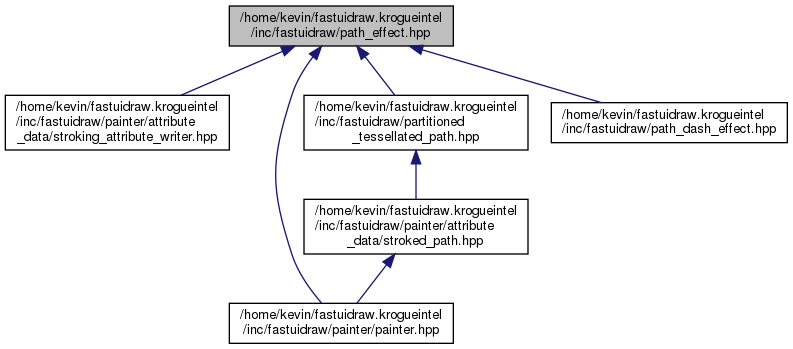 /home/kevin/fastuidraw.krogueintel
/inc/fastuidraw/path_effect.hpp
/home/kevin/fastuidraw.krogueintel
/inc/fastuidraw/painter/attribute
_data/stroking_attribute_writer.hpp
/home/kevin/fastuidraw.krogueintel
/inc/fastuidraw/partitioned
_tessellated_path.hpp
/home/kevin/fastuidraw.krogueintel
/inc/fastuidraw/path_dash_effect.hpp
/home/kevin/fastuidraw.krogueintel
/inc/fastuidraw/painter/attribute
_data/stroked_path.hpp
/home/kevin/fastuidraw.krogueintel
/inc/fastuidraw/painter/painter.hpp